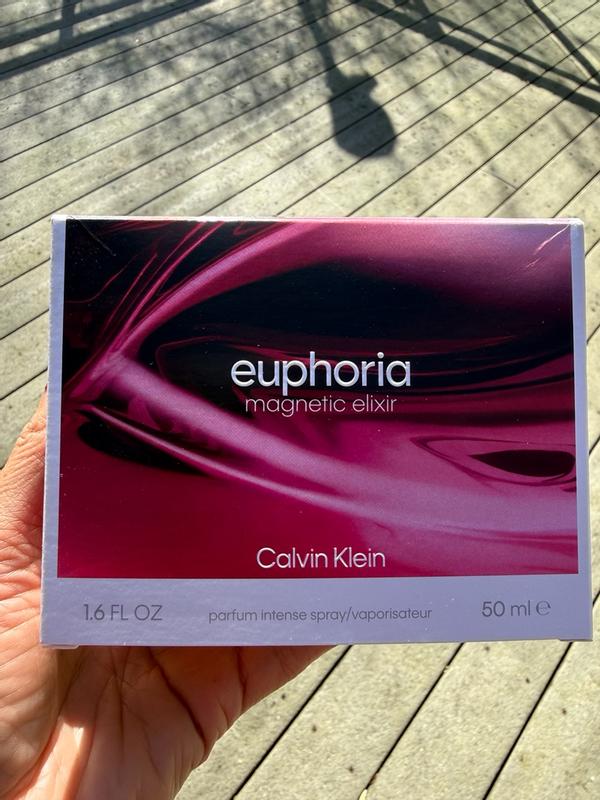 euphoria
magnetic elixir
Calvin Klein
1.6 FL OZ parfum intense spray/vaporisateur 50 ml ℮